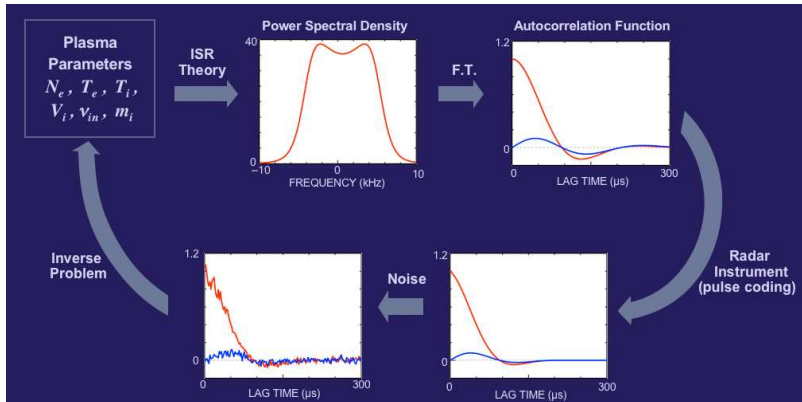 Plasma
Parameters
Nₑ , Tₑ , Tᵢ ,
Vᵢ , νᵢₙ , mᵢ
ISR
Theory
Power Spectral Density
40
0
−10
0
10
FREQUENCY (kHz)
F.T.
Autocorrelation Function
1.2
0
0
300
LAG TIME (μs)
Radar
Instrument
(pulse coding)
1.2
0
0
300
LAG TIME (μs)
Noise
1.2
0
0
300
LAG TIME (μs)
Inverse
Problem